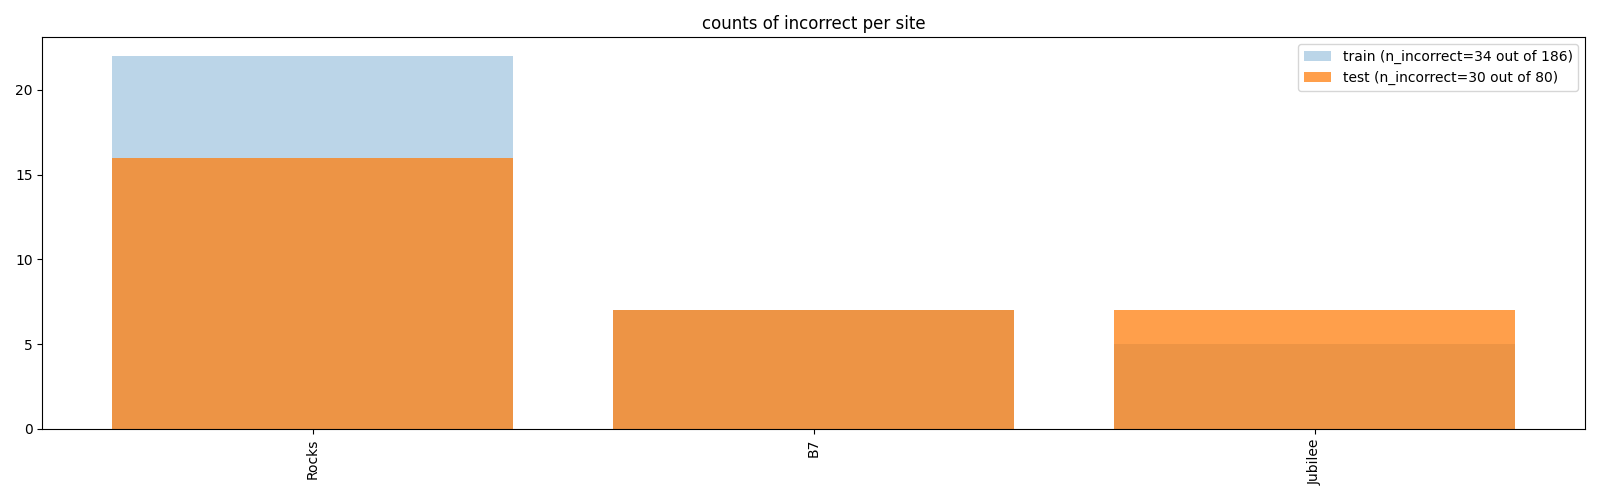 counts of incorrect per site
train (n_incorrect=34 out of 186)
test (n_incorrect=30 out of 80)
20
15
10
5
0
Rocks
B7
Jubilee